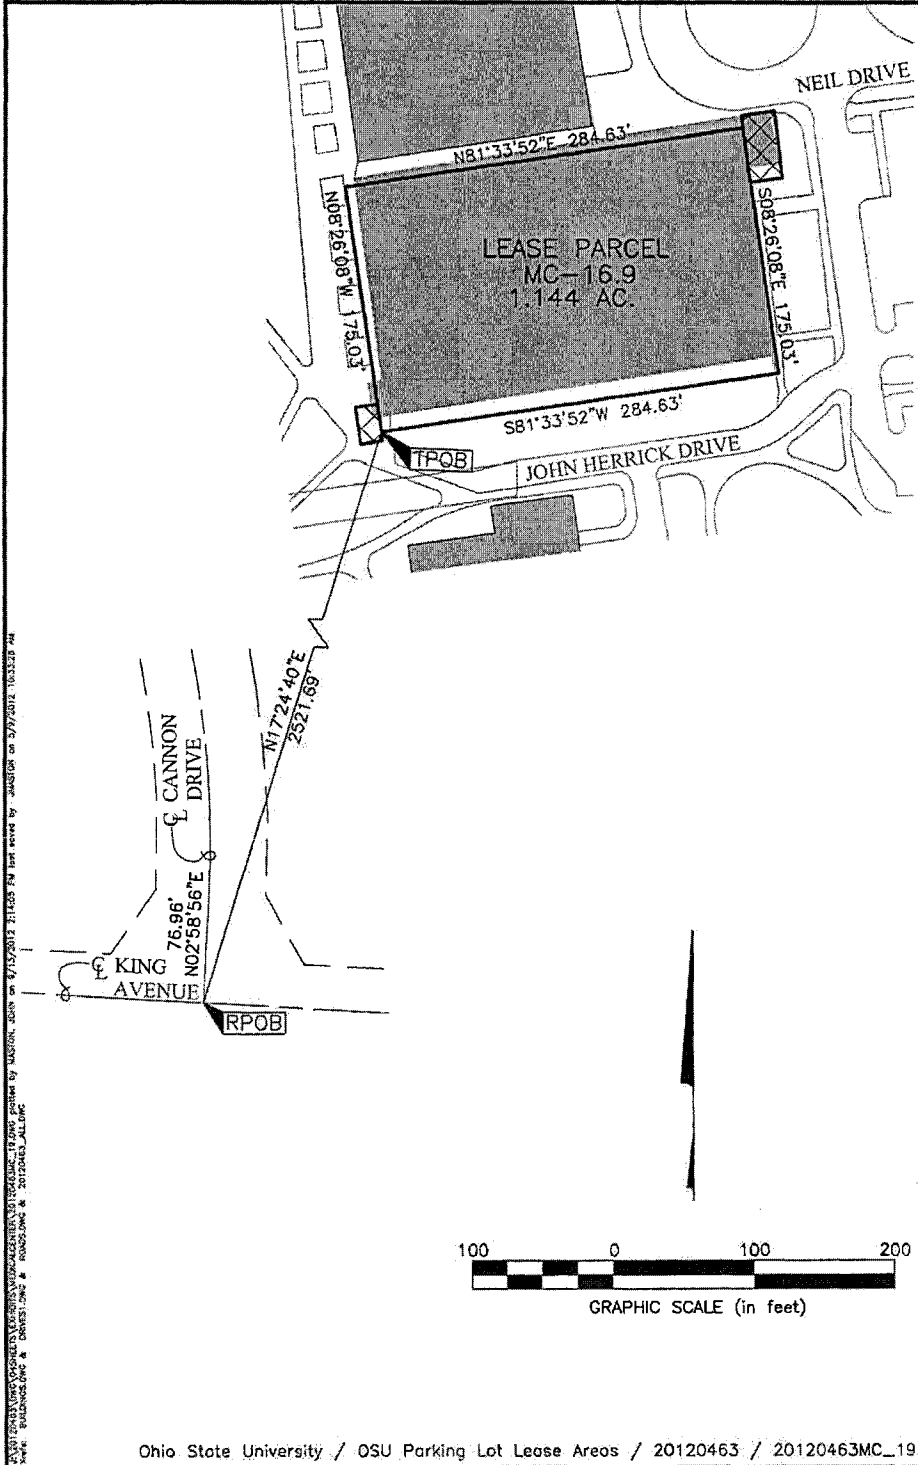 NEIL DRIVE
N81°33'52"E 284.63'
N08°26'08"W 175.03'
LEASE PARCEL
MC-16.9
1.144 AC.
S08°26'08"E 175.03'
S81°33'52"W 284.63'
TPOB
JOHN HERRICK DRIVE
N17°24'40"E
2521.69'
CL CANNON
DRIVE
76.96'
N02°58'56"E
CL KING
AVENUE
RPOB
100 0 100 200
GRAPHIC SCALE (in feet)
Ohio State University / OSU Parking Lot Lease Areas / 20120463 / 20120463MC_19